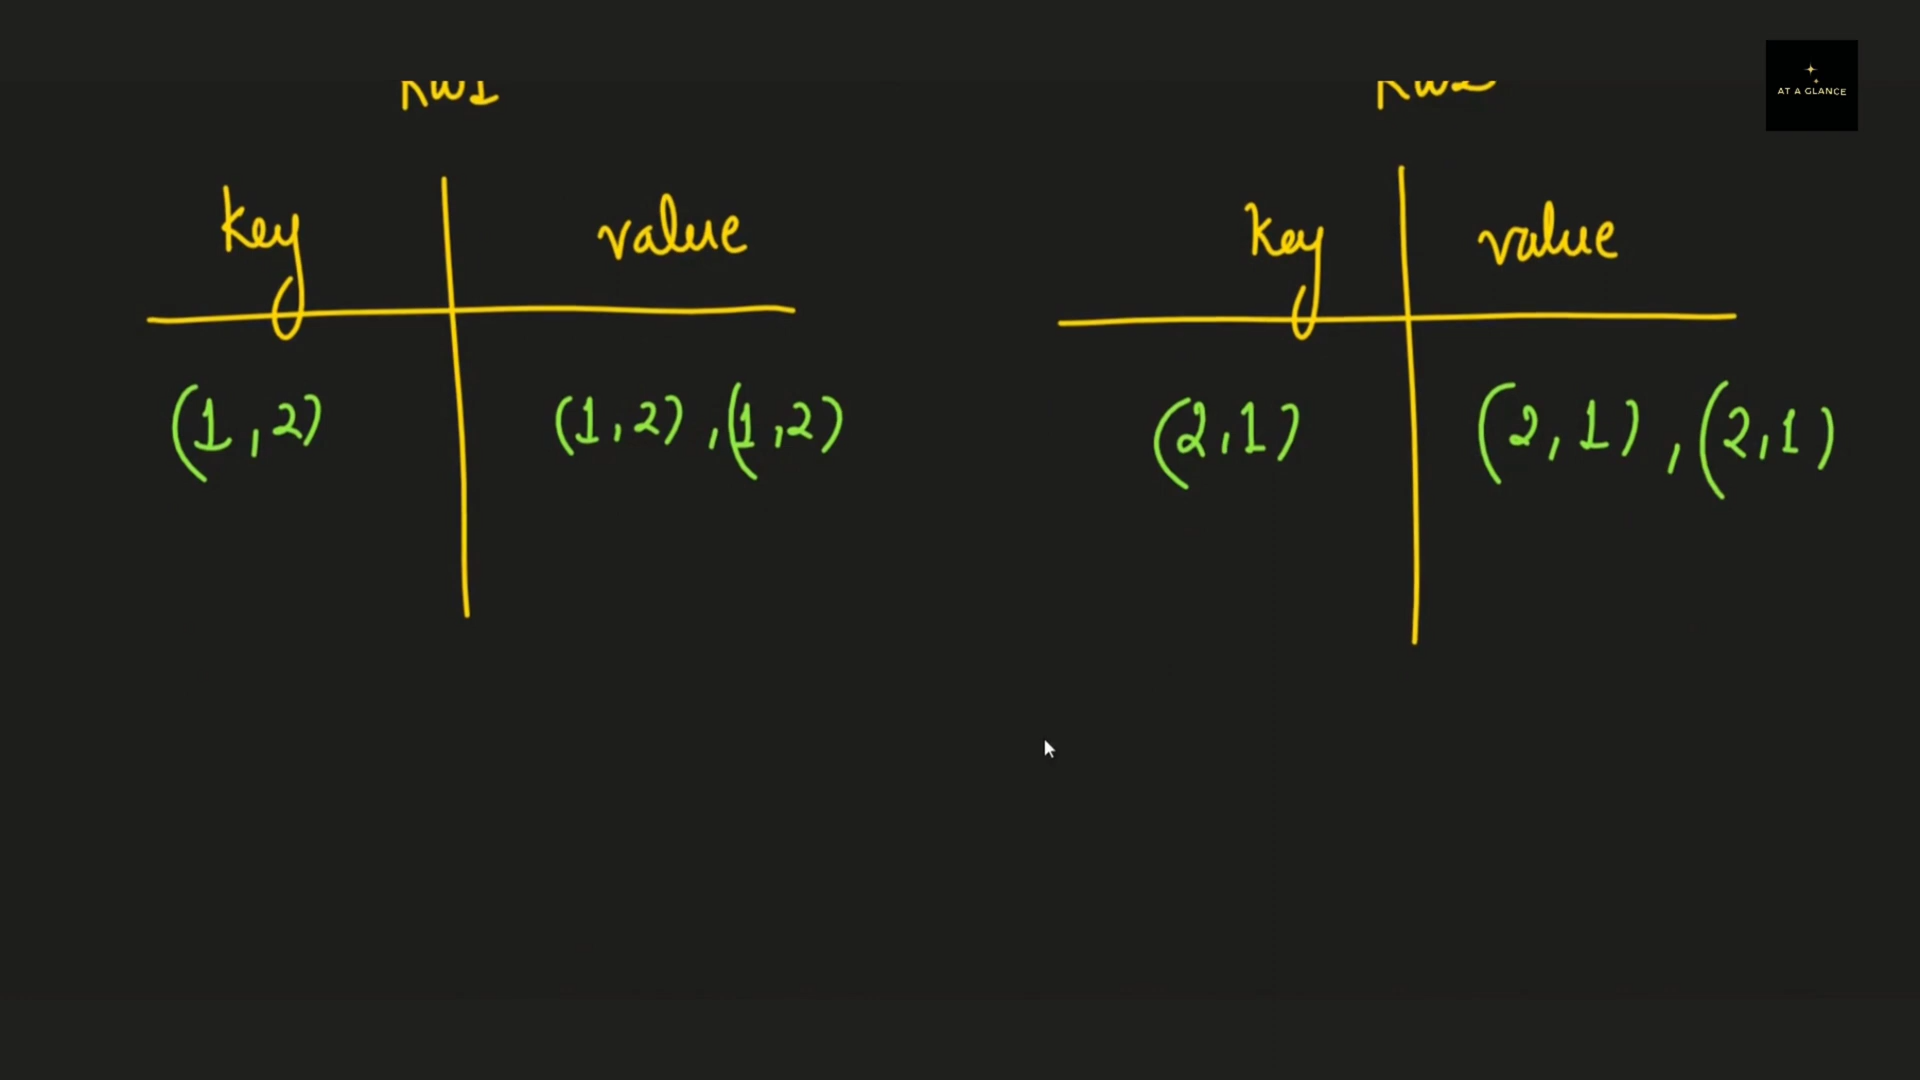 AT A GLANCE
key value
(1,2) (1,2),(1,2)
key value
(2,1) (2,1),(2,1)